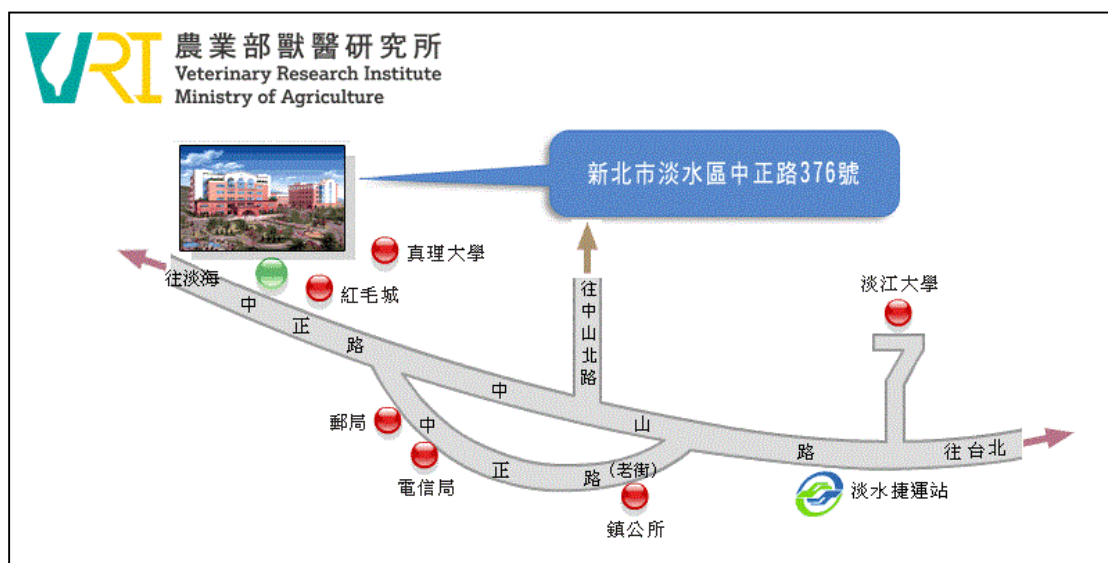 VRI
農業部獸醫研究所
Veterinary Research Institute
Ministry of Agriculture
新北市淡水區中正路376號
真理大學
往淡海
紅毛城
中正路
往中山北路
淡江大學
中山路
往台北
郵局
中正路(老街)
電信局
鎮公所
淡水捷運站